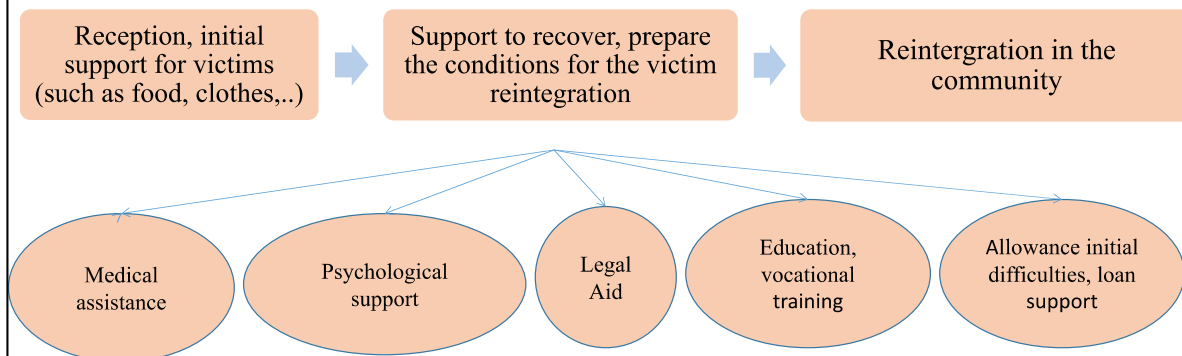 Reception, initial
support for victims
(such as food, clothes,..)
Support to recover, prepare
the conditions for the victim
reintegration
Reintergration in the
community
Medical
assistance
Psychological
support
Legal
Aid
Education,
vocational
training
Allowance initial
difficulties, loan
support